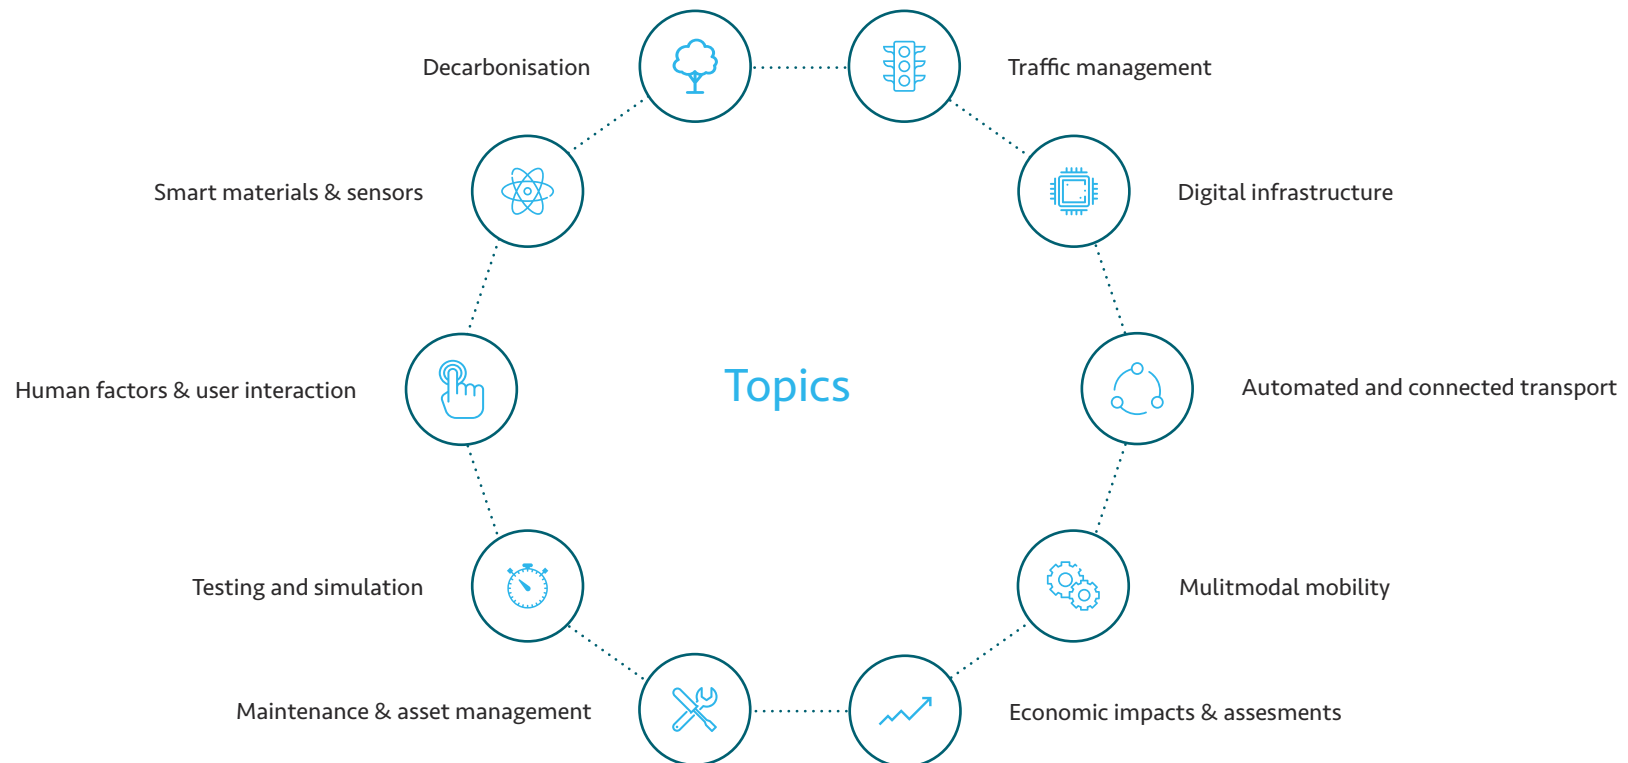 Decarbonisation
Traffic management
Smart materials & sensors
Digital infrastructure
Topics
Human factors & user interaction
Automated and connected transport
Testing and simulation
Mulitmodal mobility
Maintenance & asset management
Economic impacts & assesments